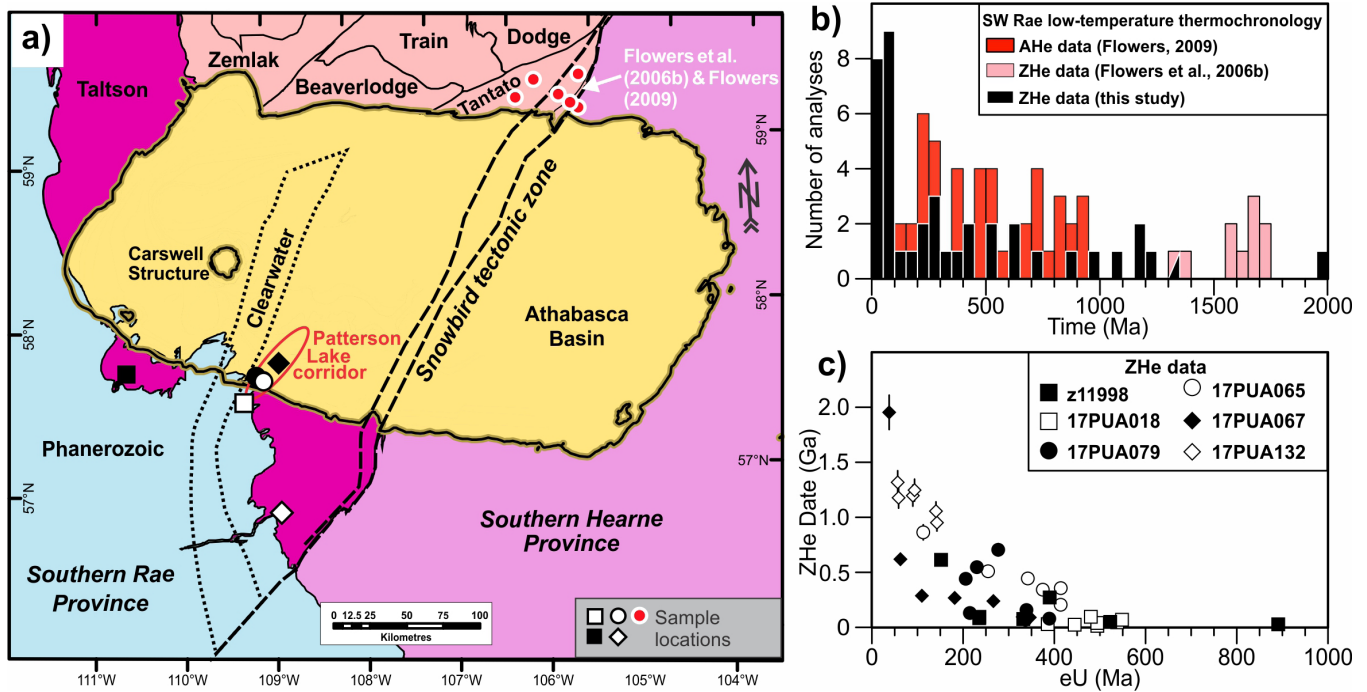 a)
Taltson
Zemlak
Train
Dodge
Beaverlodge
Tantato
Flowers et al.
(2006b) & Flowers
(2009)
59°N
59°N
Snowbird tectonic zone
Clearwater
Carswell
Structure
58°N
58°N
Athabasca
Basin
Patterson
Lake
corridor
Phanerozoic
57°N
57°N
Southern Hearne
Province
Southern Rae
Province
0 12.5 25 50 75 100
Kilometres
Sample
locations
111°W 110°W 109°W 108°W 107°W 106°W 105°W 104°W
b)
SW Rae low-temperature thermochronology
AHe data (Flowers, 2009)
ZHe data (Flowers et al., 2006b)
ZHe data (this study)
Number of analyses
8
6
4
2
0
0 500 1000 1500 2000
Time (Ma)
c)
ZHe data
z11998 17PUA065
17PUA018 17PUA067
17PUA079 17PUA132
ZHe Date (Ga)
2.0
1.5
1.0
0.5
0
0 200 400 600 800 1000
eU (Ma)